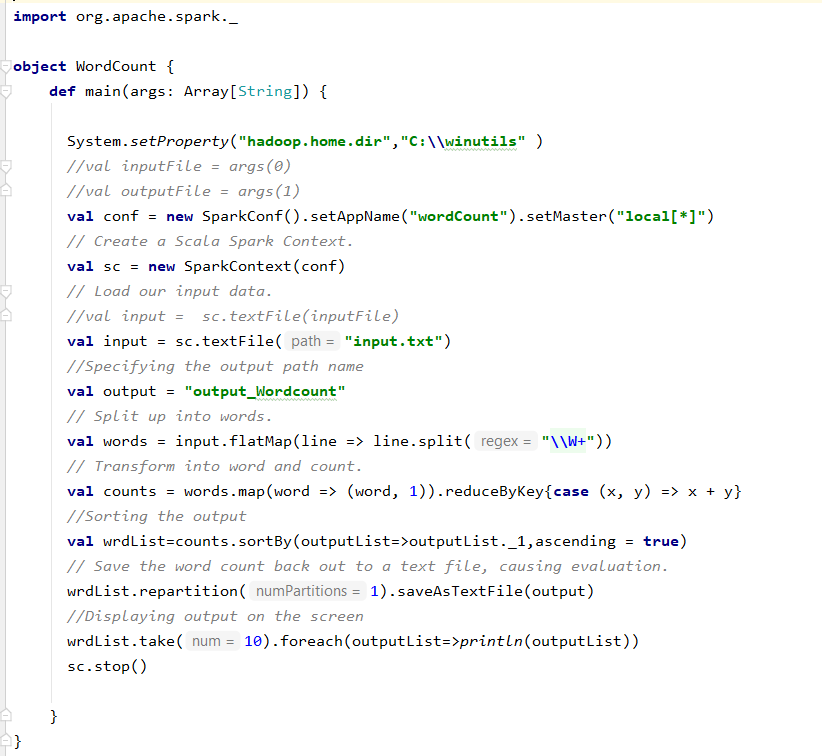 import org.apache.spark._
object WordCount {
def main(args: Array[String]) {
System.setProperty("hadoop.home.dir","C:\\winutils" )
//val inputFile = args(0)
//val outputFile = args(1)
val conf = new SparkConf().setAppName("wordCount").setMaster("local[*]")
// Create a Scala Spark Context.
val sc = new SparkContext(conf)
// Load our input data.
//val input =  sc.textFile(inputFile)
val input = sc.textFile( path = "input.txt")
//Specifying the output path name
val output = "output_Wordcount"
// Split up into words.
val words = input.flatMap(line => line.split( regex = "\\W+"))
// Transform into word and count.
val counts = words.map(word => (word, 1)).reduceByKey{case (x, y) => x + y}
//Sorting the output
val wrdList=counts.sortBy(outputList=>outputList._1,ascending = true)
// Save the word count back out to a text file, causing evaluation.
wrdList.repartition( numPartitions = 1).saveAsTextFile(output)
//Displaying output on the screen
wrdList.take( num = 10).foreach(outputList=>println(outputList))
sc.stop()
}
}